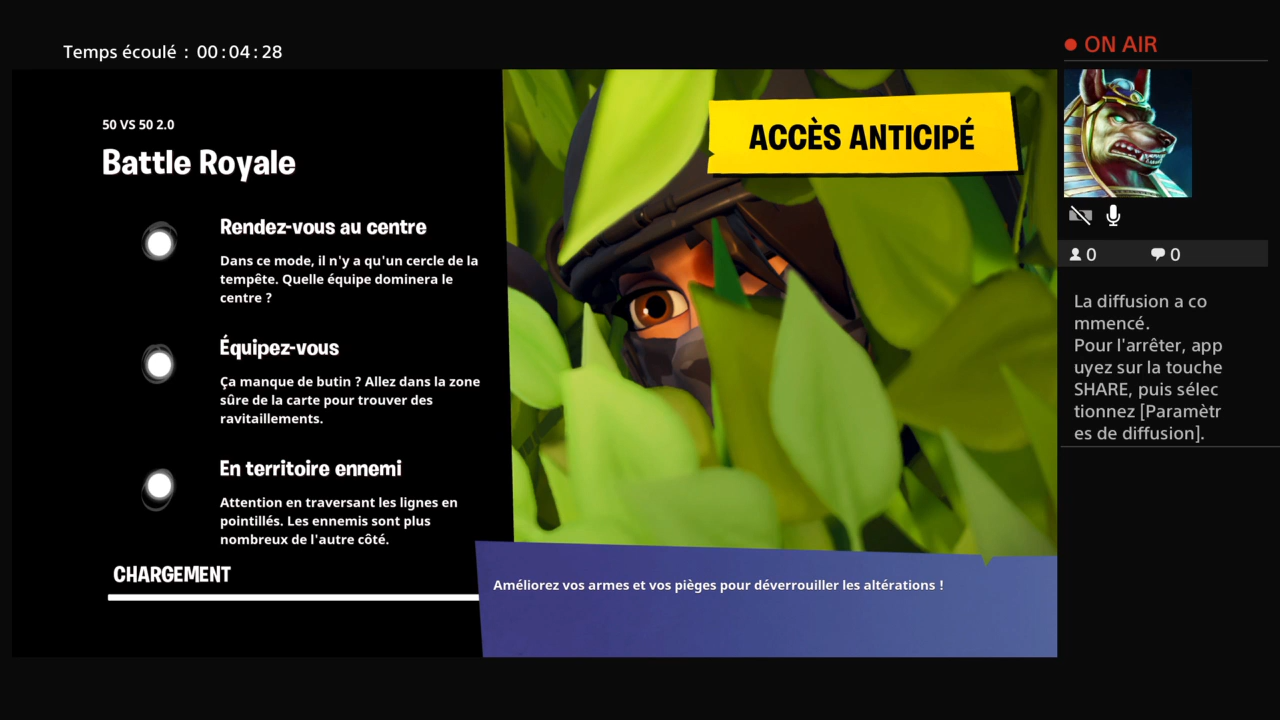 Temps écoulé : 00:04:28
ON AIR
50 VS 50 2.0
Battle Royale
ACCÈS ANTICIPÉ
Rendez-vous au centre
Dans ce mode, il n'y a qu'un cercle de la
tempête. Quelle équipe dominera le
centre ?
Équipez-vous
Ça manque de butin ? Allez dans la zone
sûre de la carte pour trouver des
ravitaillements.
En territoire ennemi
Attention en traversant les lignes en
pointillés. Les ennemis sont plus
nombreux de l'autre côté.
CHARGEMENT
Améliorez vos armes et vos pièges pour déverrouiller les altérations !
0 0
La diffusion a co
mmencé.
Pour l'arrêter, app
uyez sur la touche
SHARE, puis sélec
tionnez [Paramètr
es de diffusion].